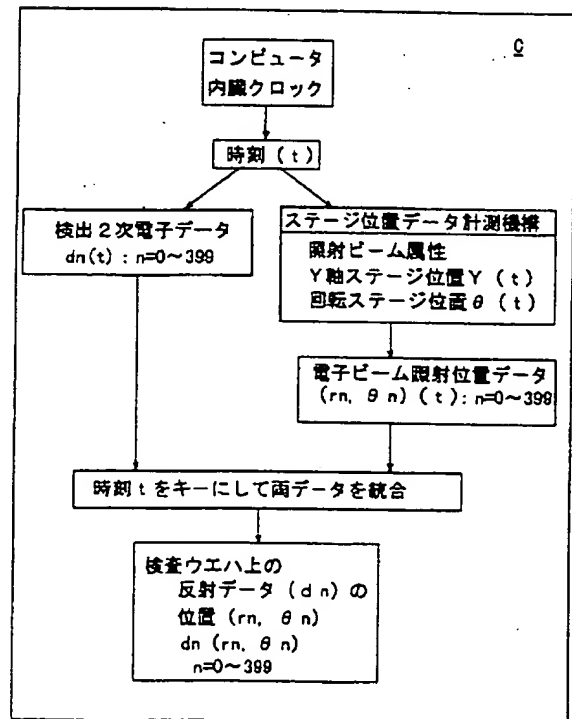 C
コンピュータ
内臓クロック
時刻 (t)
検出2次電子データ
dn(t) : n=0~399
ステージ位置データ計測機構
照射ビーム属性
Y軸ステージ位置Y (t)
回転ステージ位置θ (t)
電子ビーム照射位置データ
(rn, θn) (t): n=0~399
時刻tをキーにして両データを統合
検査ウエハ上の
反射データ (dn) の
位置 (rn, θn)
dn (rn, θn)
n=0~399